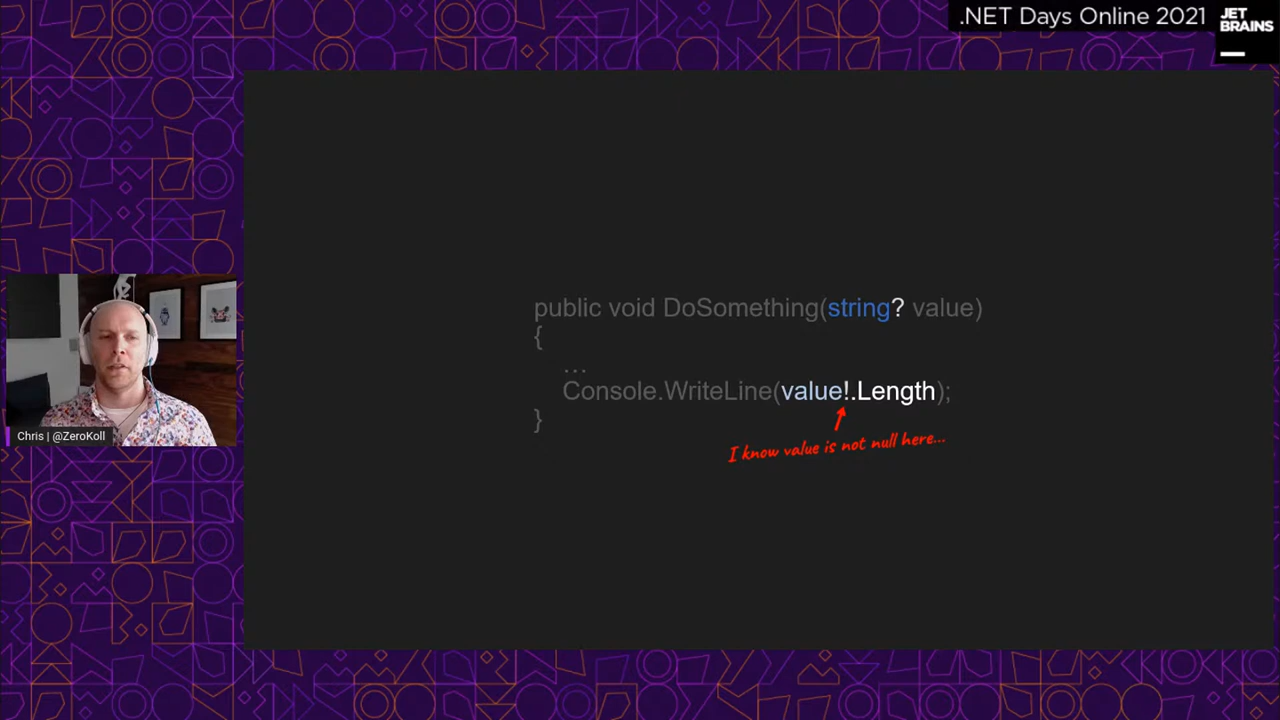 .NET Days Online 2021
JET
BRAINS
public void DoSomething(string? value)
{
...
Console.WriteLine(value!.Length);
}
I know value is not null here...
Chris | @ZeroKoll